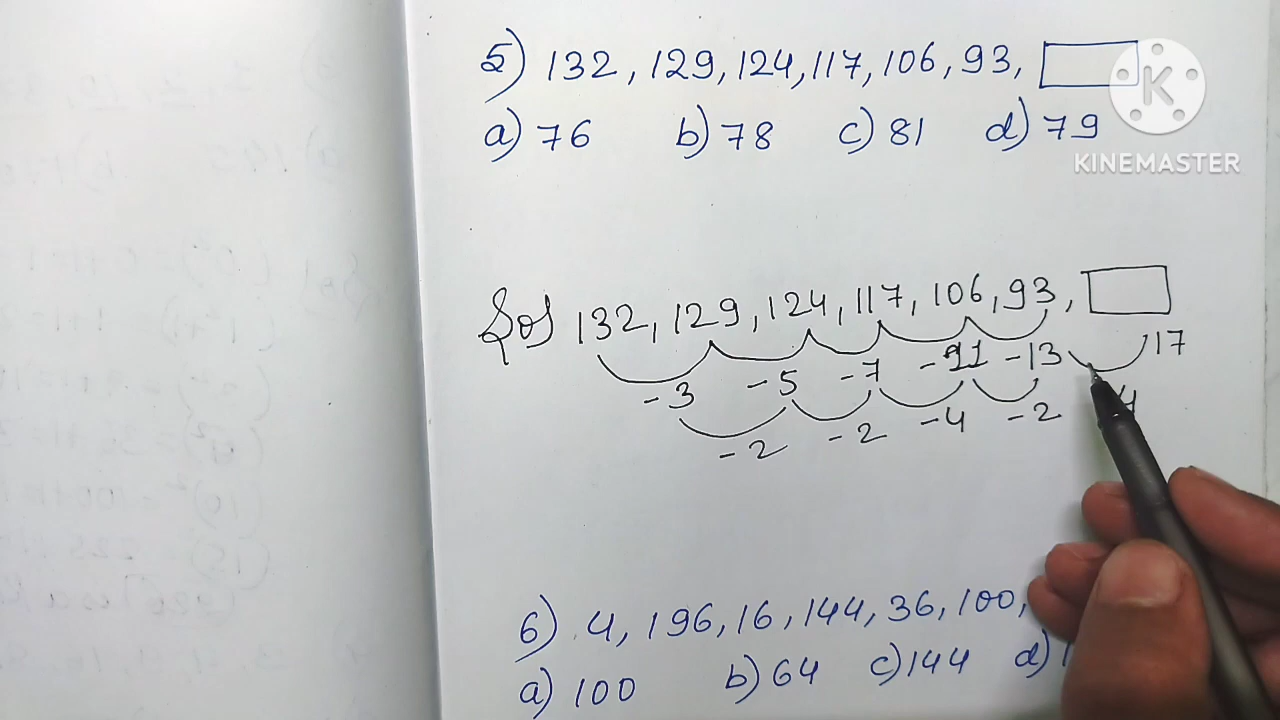 5) 132, 129, 124, 117, 106, 93,
a) 76 b) 78 c) 81 d) 79
KINEMASTER
Sol 132, 129, 124, 117, 106, 93,
-3 -5 -7 -11 -13 17
-2 -2 -4 -2 4
6) 4, 196, 16, 144, 36, 100,
a) 100 b) 64 c) 144 d) 1